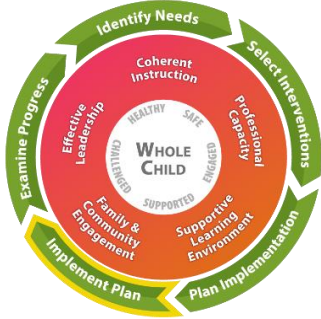 Identify Needs
Select Interventions
Plan Implementation
Implement Plan
Examine Progress
Coherent
Instruction
Professional
Capacity
Supportive
Learning
Environment
Family &
Community
Engagement
Effective
Leadership
HEALTHY
SAFE
ENGAGED
SUPPORTED
CHALLENGED
WHOLE
CHILD